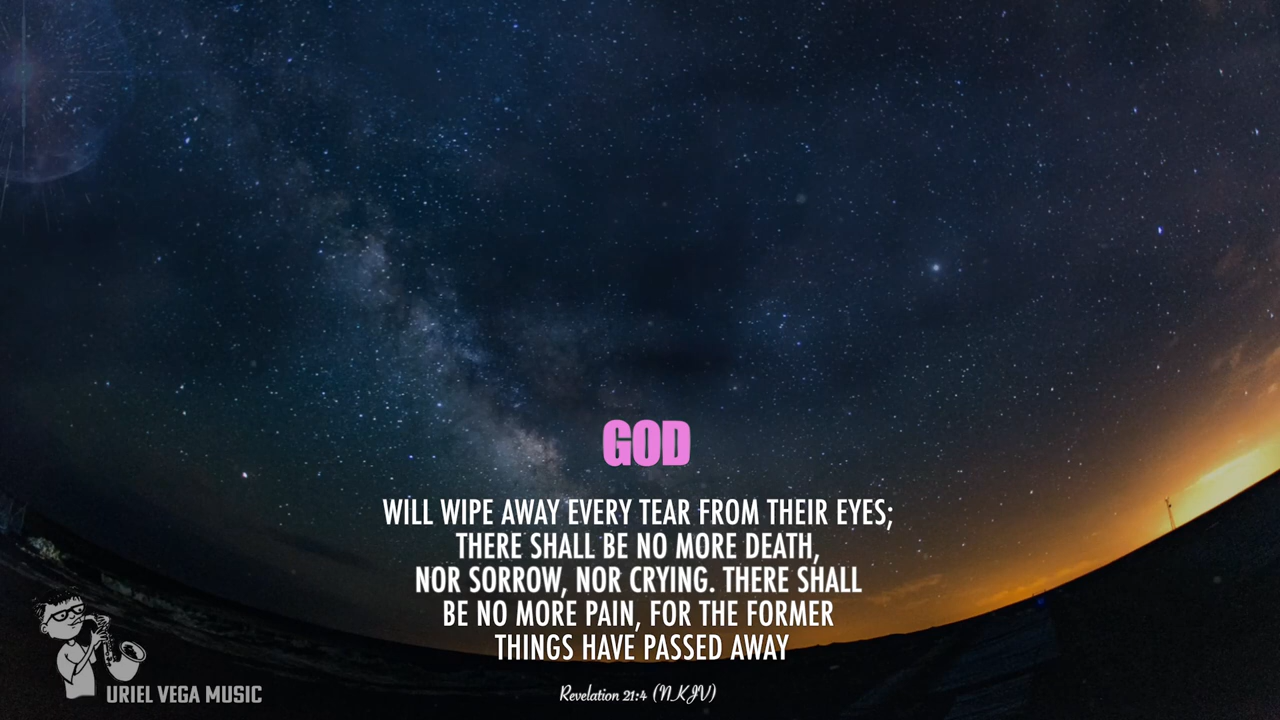 GOD
WILL WIPE AWAY EVERY TEAR FROM THEIR EYES;
THERE SHALL BE NO MORE DEATH,
NOR SORROW, NOR CRYING. THERE SHALL
BE NO MORE PAIN, FOR THE FORMER
THINGS HAVE PASSED AWAY
Revelation 21:4 (NKJV)
URIEL VEGA MUSIC